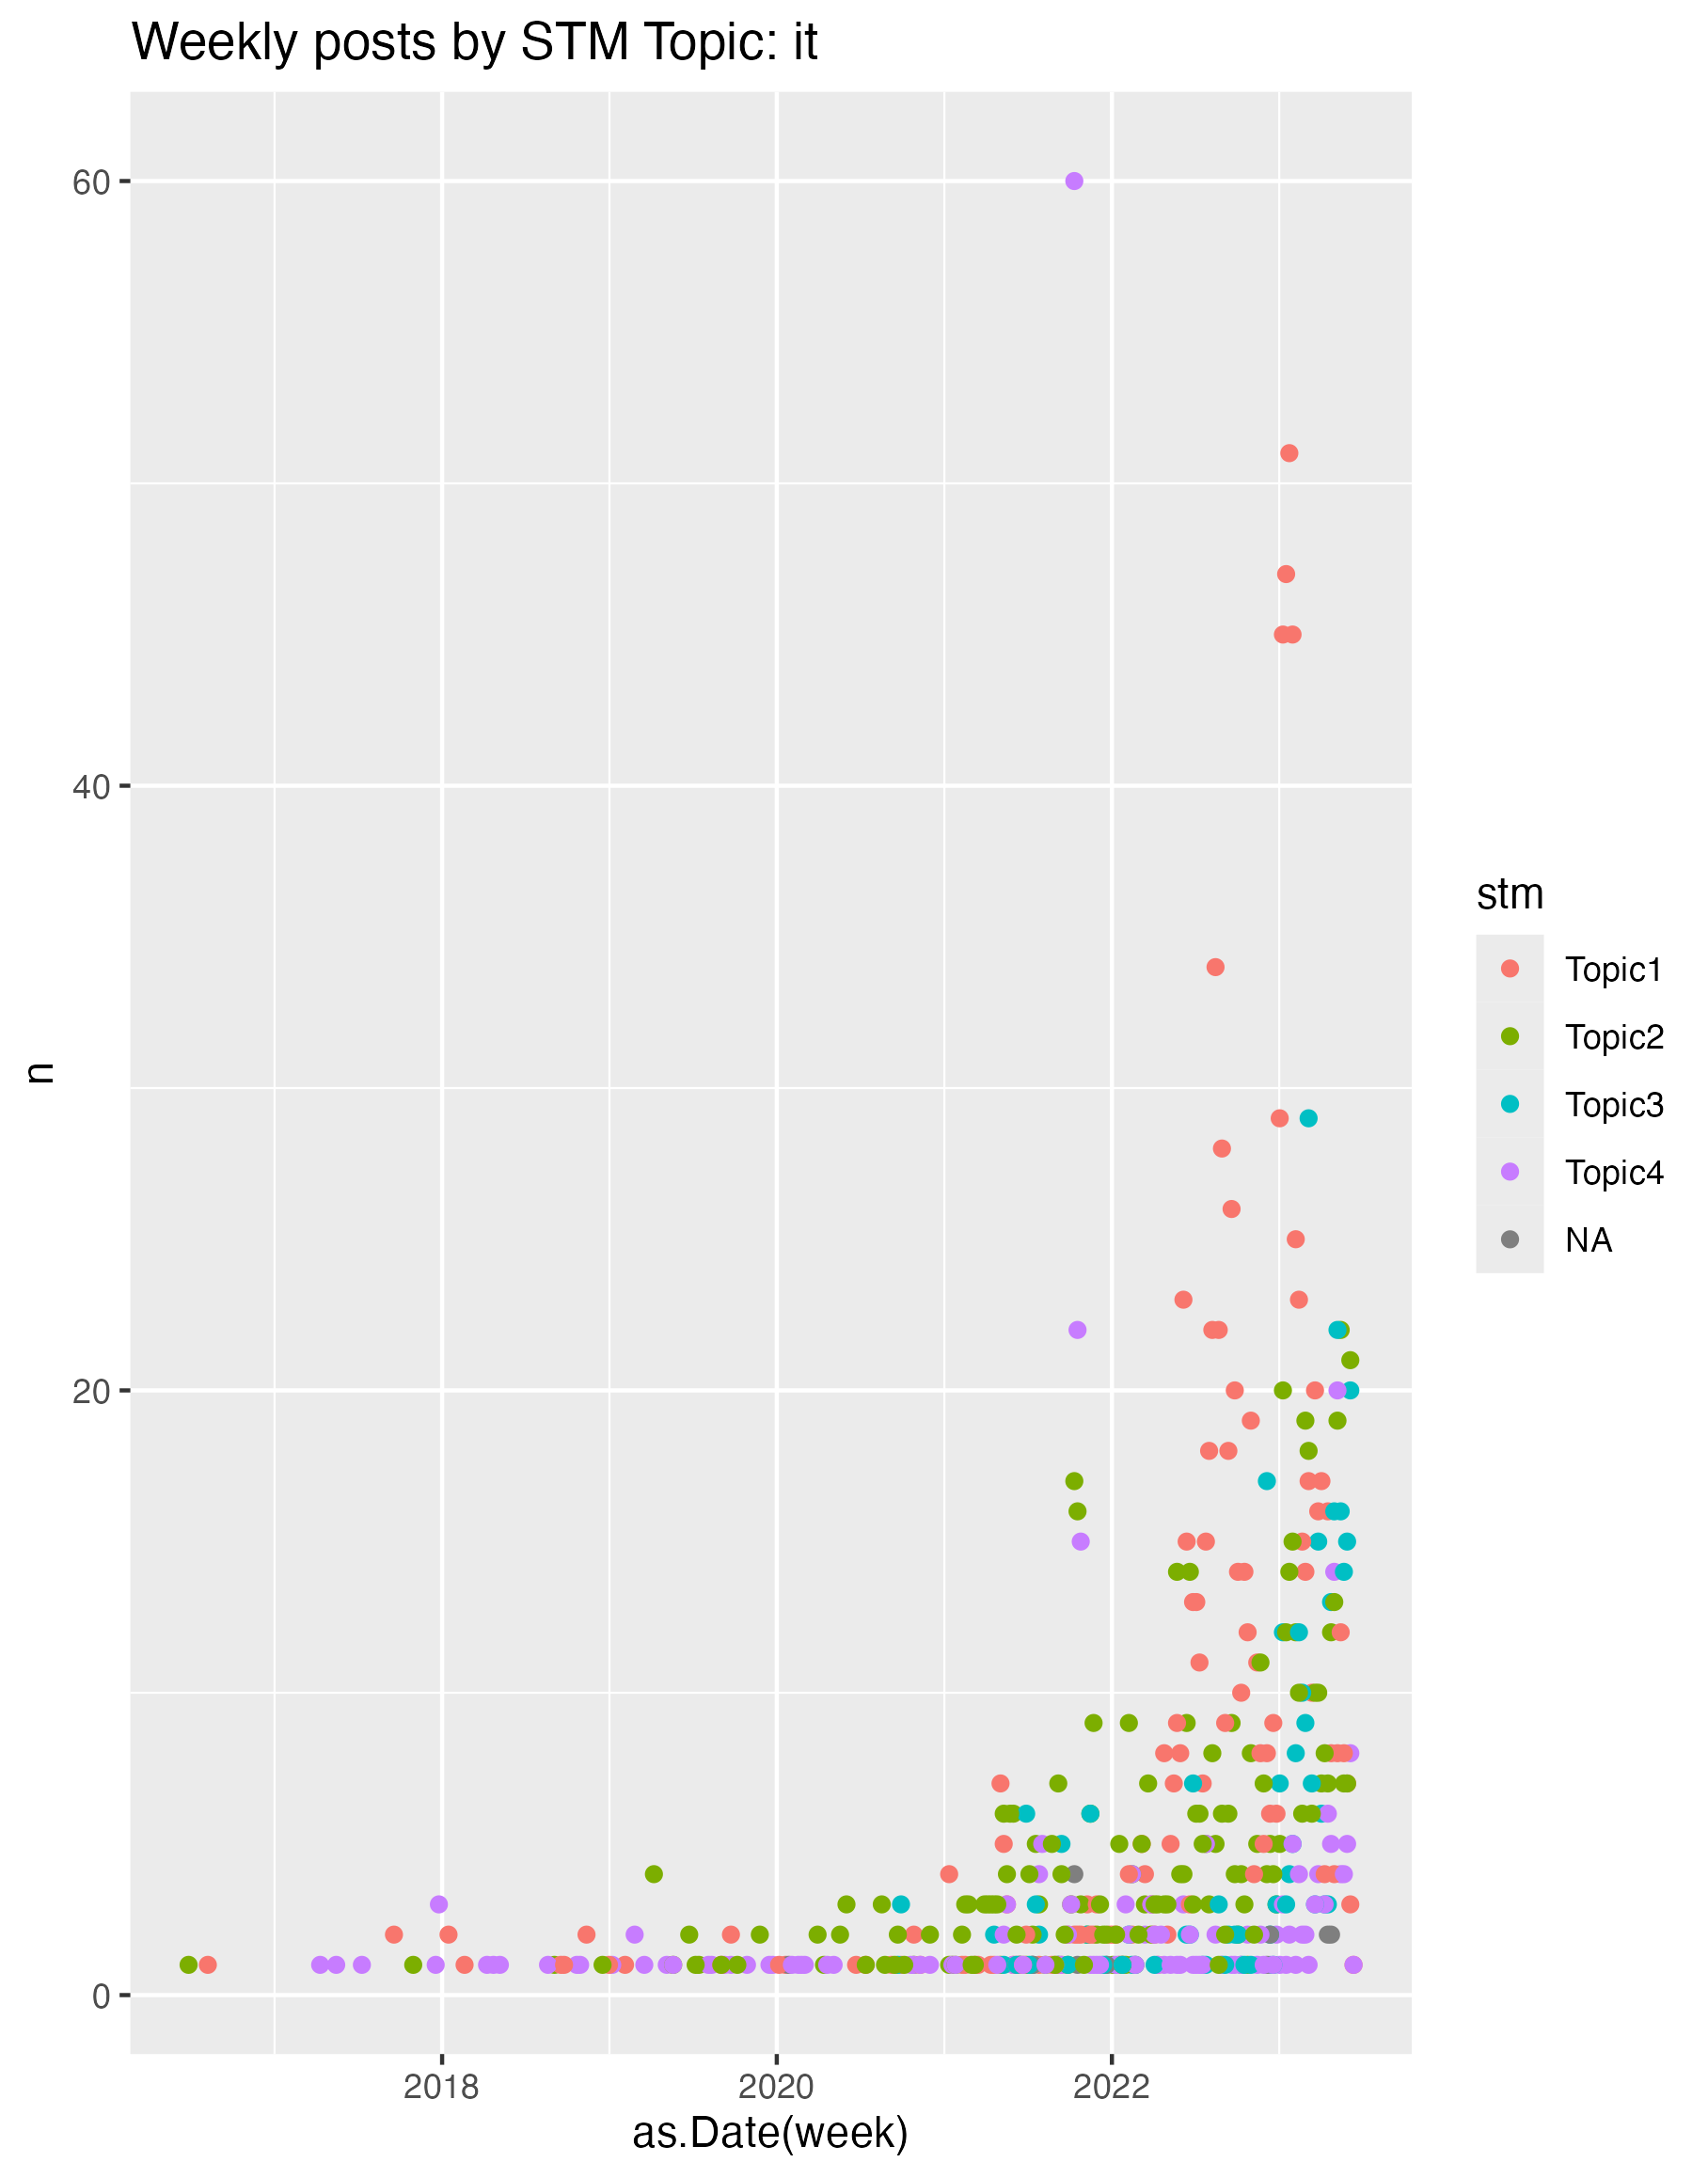 Weekly posts by STM Topic: it
60
40
20
0
n
2018
2020
2022
as.Date(week)
stm
Topic1
Topic2
Topic3
Topic4
NA